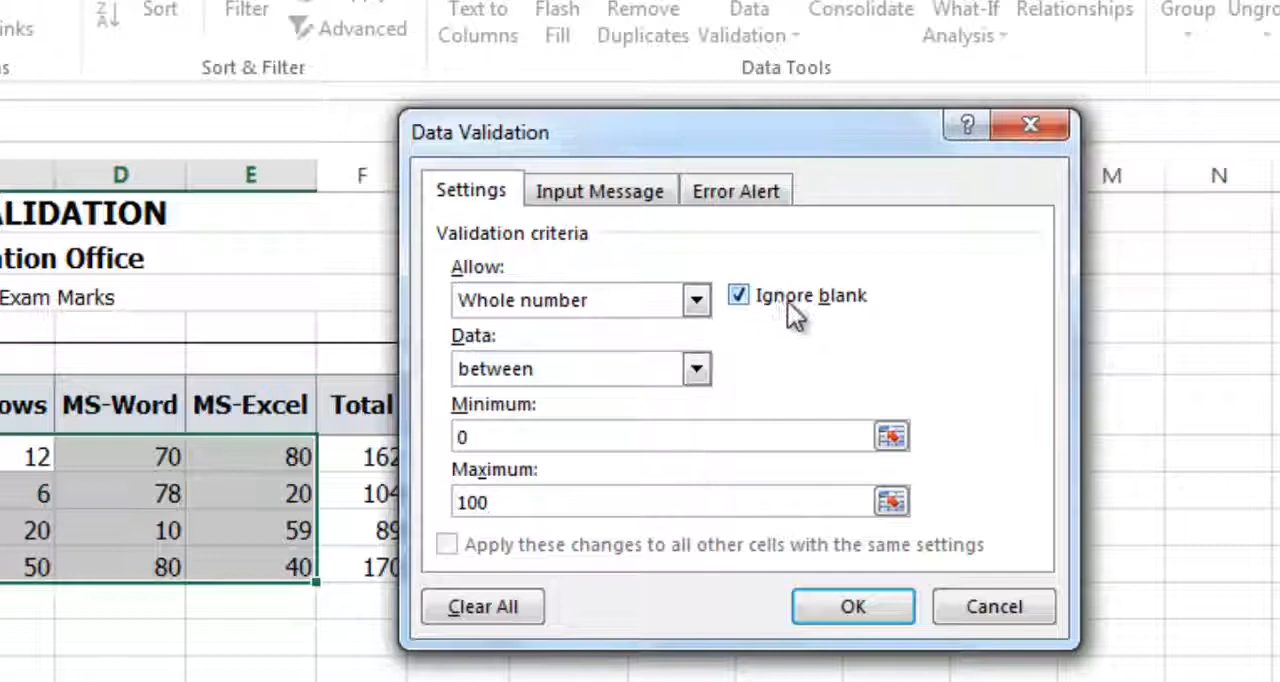 Sort Filter Text to Flash Remove Data Consolidate What-If Relationships Group
Advanced Columns Fill Duplicates Validation Analysis
Sort & Filter Data Tools
Data Validation
D E F M N
Settings Input Message Error Alert
ALIDATION
Validation criteria
tion Office
Allow:
Exam Marks
Whole number Ignore blank
Data:
between
ows MS-Word MS-Excel Total
Minimum:
0
12 70 80 162
Maximum:
6 78 20 104
100
20 10 59 89
Apply these changes to all other cells with the same settings
50 80 40 170
Clear All OK Cancel